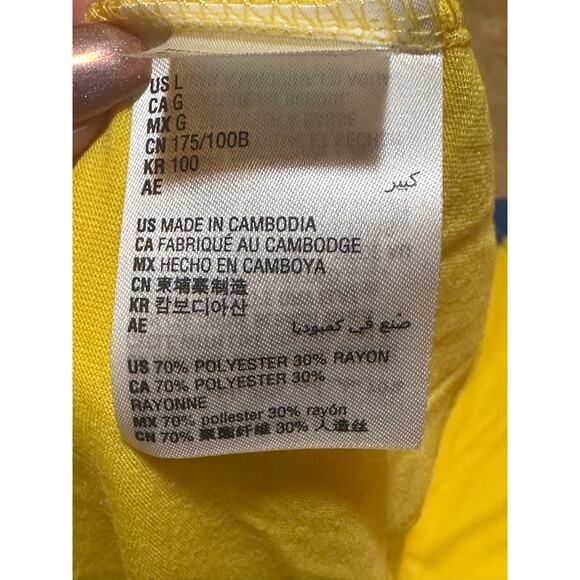 US L
CA G
MX G
CN 175/100B
KR 100
AE كبير
US MADE IN CAMBODIA
CA FABRIQUÉ AU CAMBODGE
MX HECHO EN CAMBOYA
CN 柬埔寨制造
KR 캄보디아산
AE صُنع في كمبوديا
US 70% POLYESTER 30% RAYON
CA 70% POLYESTER 30%
RAYONNE
MX 70% poliester 30% rayón
CN 70% 聚酯纤维 30% 人造丝